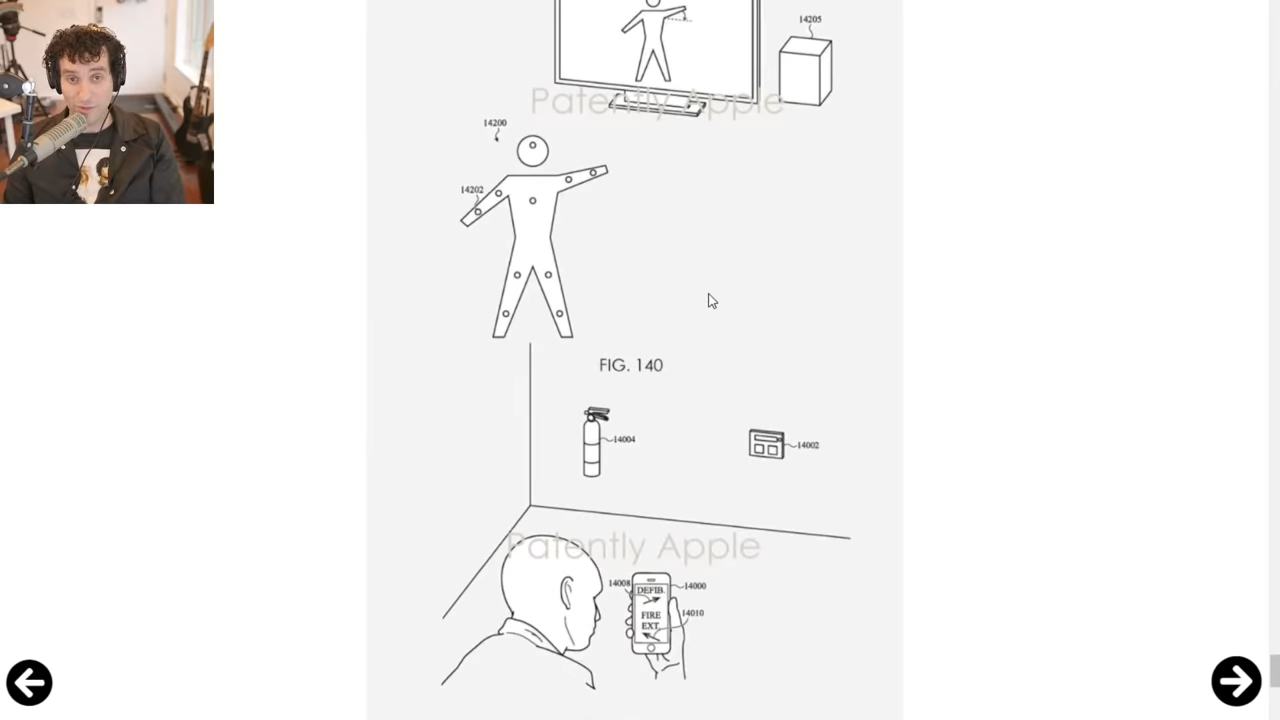 14205
Patently Apple
14200
14202
FIG. 140
14004
14002
Patently Apple
14008
DEFIB.
14000
FIRE
EXT.
14010